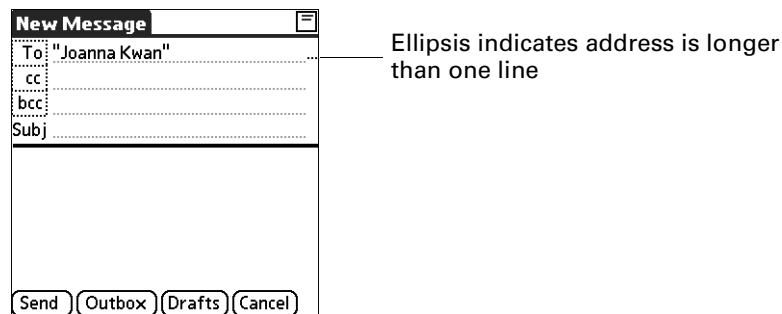 New Message
To "Joanna Kwan" ...
cc
bcc
Subj
Send Outbox Drafts Cancel
Ellipsis indicates address is longer
than one line